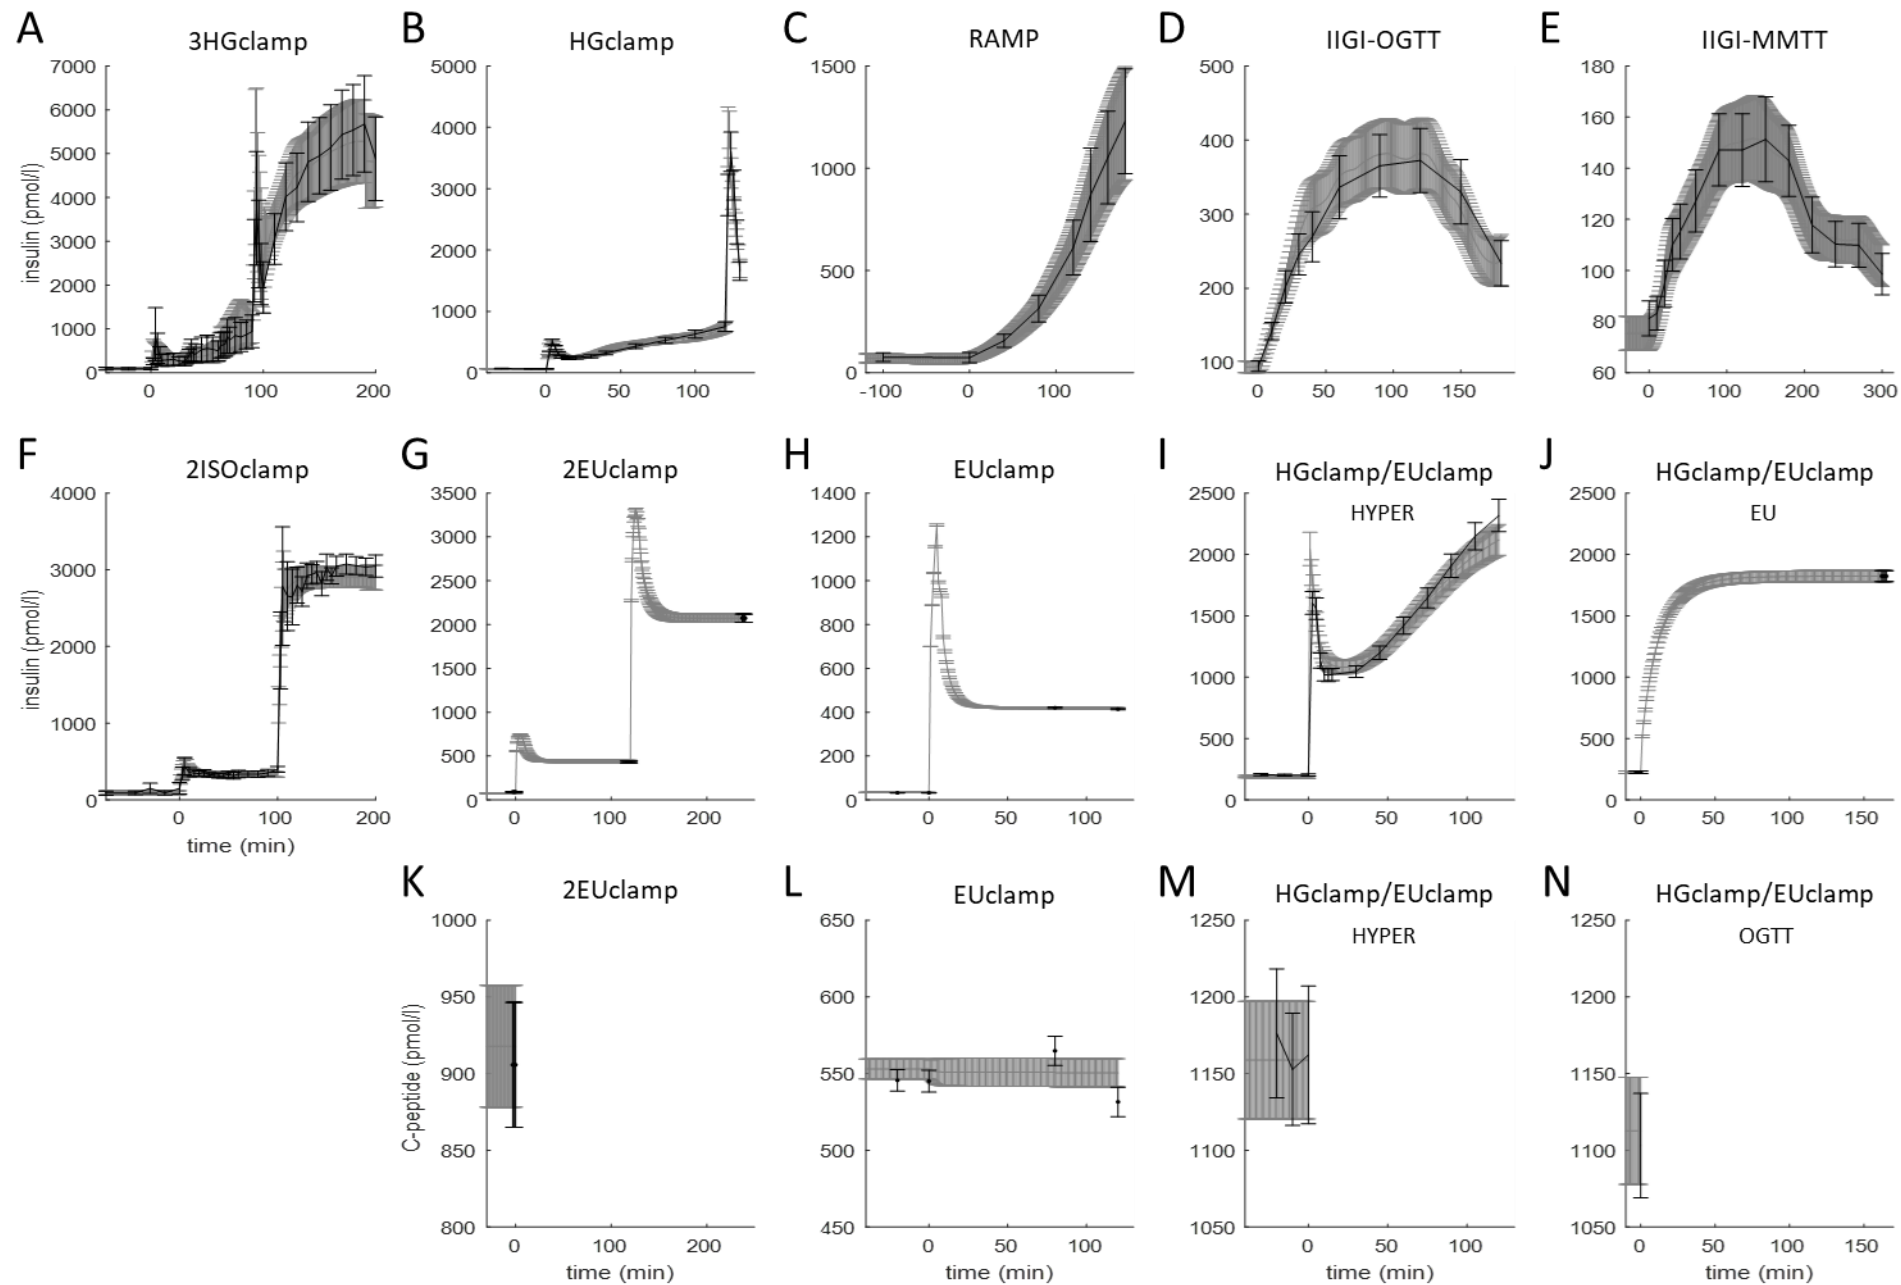 A 3HGclamp
7000
6000
5000
4000
3000
2000
1000
0
0 100 200
insulin (pmol/l)
B HGclamp
5000
4000
3000
2000
1000
0
0 50 100
C RAMP
1500
1000
500
0
-100 0 100
D IIGI-OGTT
500
400
300
200
100
0 50 100 150
E IIGI-MMTT
180
160
140
120
100
80
60
0 100 200 300
F 2ISOclamp
4000
3000
2000
1000
0
0 100 200
insulin (pmol/l)
time (min)
G 2EUclamp
3500
3000
2500
2000
1500
1000
500
0
0 100 200
H EUclamp
1400
1200
1000
800
600
400
200
0
0 50 100
I HGclamp/EUclamp
HYPER
2500
2000
1500
1000
500
0
0 50 100
J HGclamp/EUclamp
EU
2500
2000
1500
1000
500
0
0 50 100 150
K 2EUclamp
1000
950
900
850
800
0 100 200
C-peptide (pmol/l)
time (min)
L EUclamp
650
600
550
500
450
0 50 100
time (min)
M HGclamp/EUclamp
HYPER
1250
1200
1150
1100
1050
0 50 100
time (min)
N HGclamp/EUclamp
OGTT
1250
1200
1150
1100
1050
0 50 100 150
time (min)